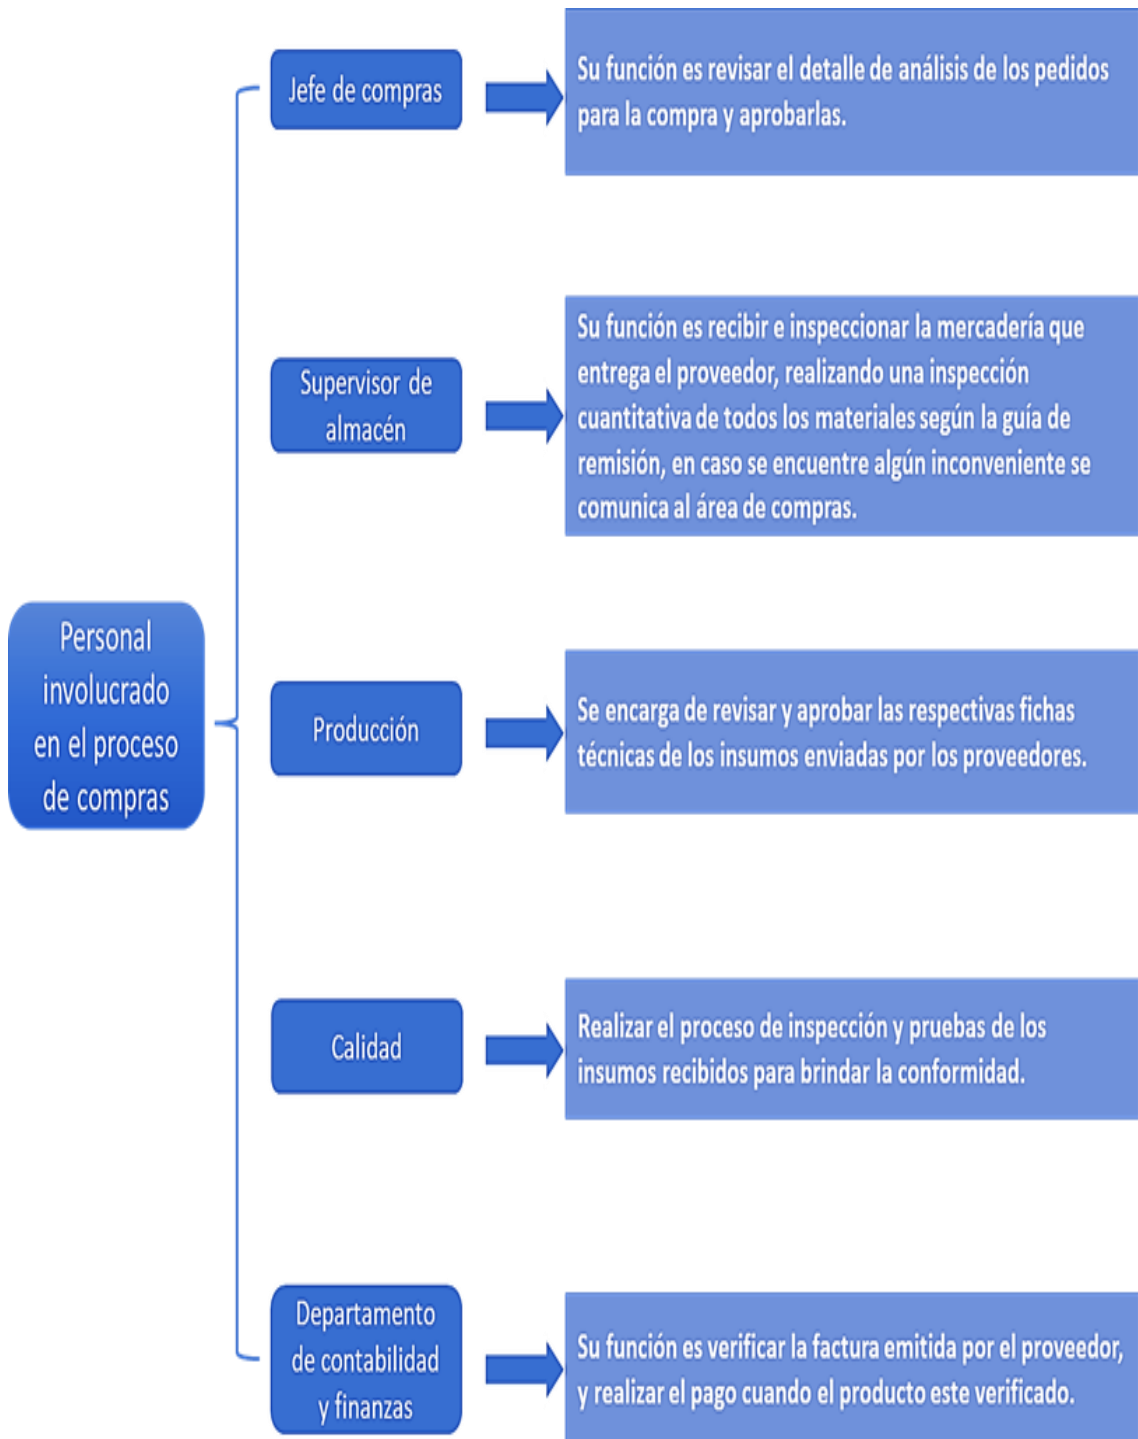 Jefe de compras
Su función es revisar el detalle de análisis de los pedidos
para la compra y aprobarlas.
Supervisor de
almacén
Su función es recibir e inspeccionar la mercadería que
entrega el proveedor, realizando una inspección
cuantitativa de todos los materiales según la guía de
remisión, en caso se encuentre algún inconveniente se
comunica al área de compras.
Personal
involucrado
en el proceso
de compras
Producción
Se encarga de revisar y aprobar las respectivas fichas
técnicas de los insumos enviadas por los proveedores.
Calidad
Realizar el proceso de inspección y pruebas de los
insumos recibidos para brindar la conformidad.
Departamento
de contabilidad
y finanzas
Su función es verificar la factura emitida por el proveedor,
y realizar el pago cuando el producto este verificado.